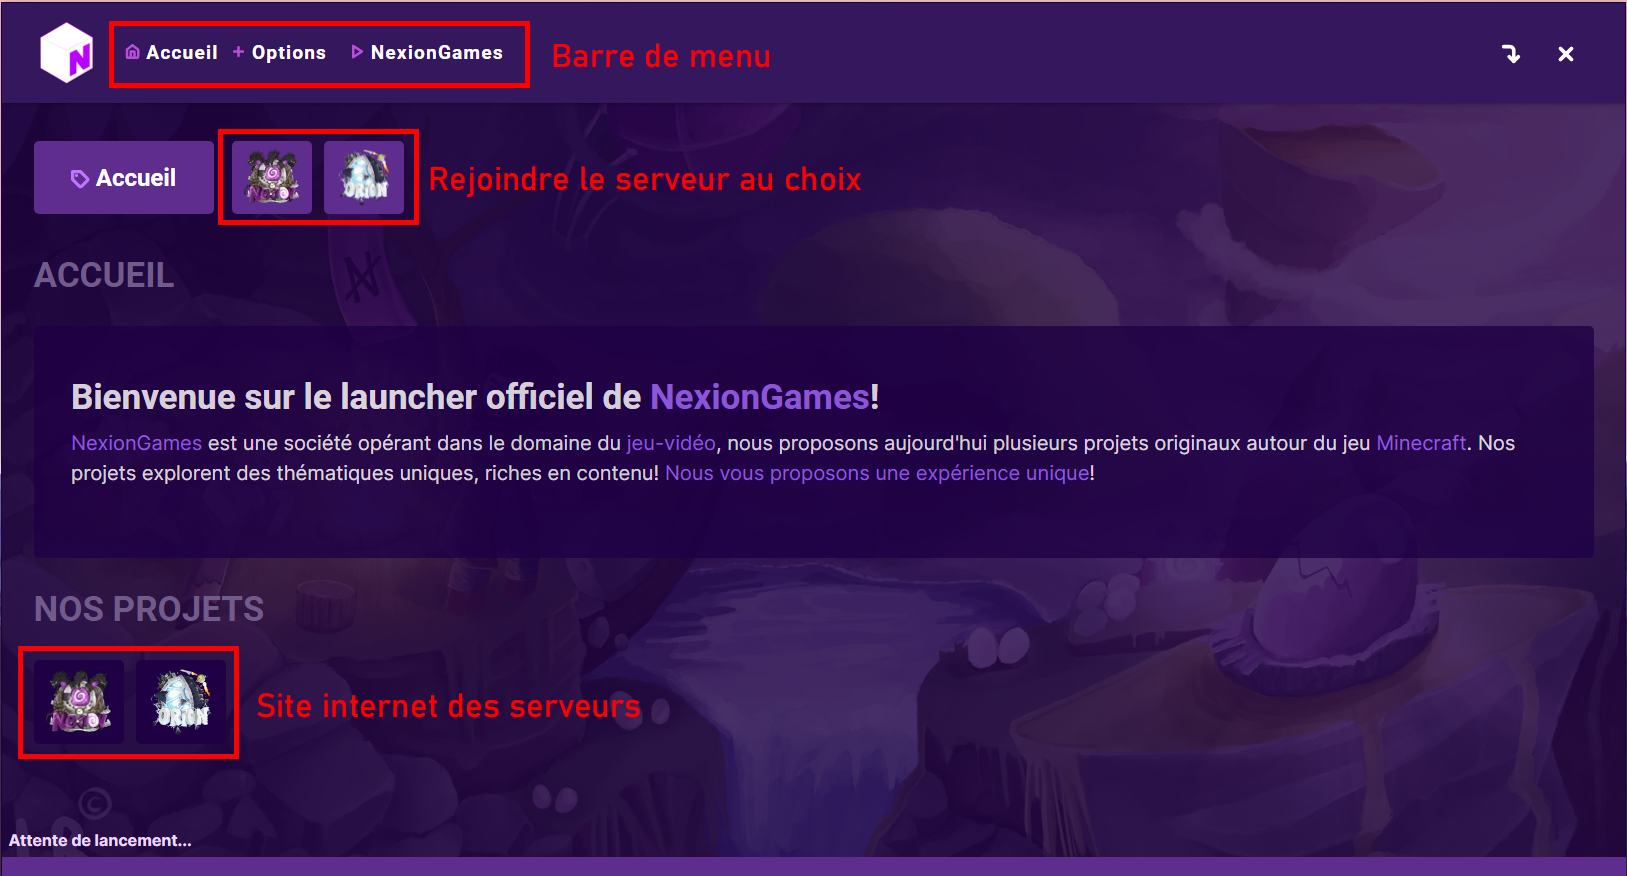 N
Accueil
Options
NexionGames
Barre de menu
Accueil
ORION
Rejoindre le serveur au choix
ACCUEIL
Bienvenue sur le launcher officiel de NexionGames!
NexionGames est une société opérant dans le domaine du jeu-vidéo, nous proposons aujourd'hui plusieurs projets originaux autour du jeu Minecraft. Nos
projets explorent des thématiques uniques, riches en contenu! Nous vous proposons une expérience unique!
NOS PROJETS
ORION
Site internet des serveurs
©
Attente de lancement...